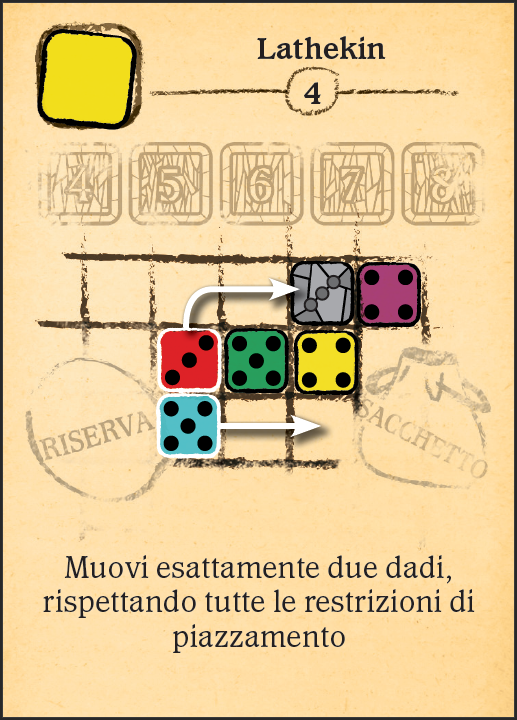 Lathekin
4
4 5 6 7 8
RISERVA
SACCHETTO
Muovi esattamente due dadi,
rispettando tutte le restrizioni di
piazzamento